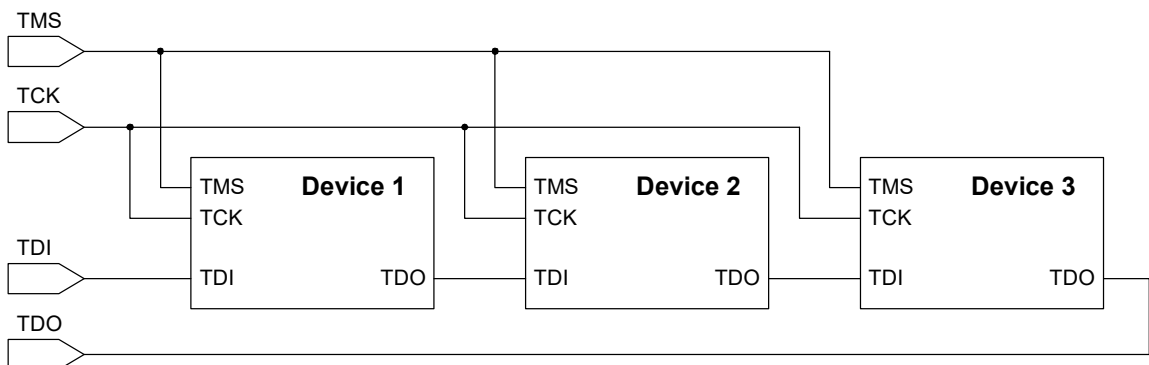 TMS
TCK
TMS Device 1
TCK
TMS Device 2
TCK
TMS Device 3
TCK
TDI
TDI TDO
TDI TDO
TDI TDO
TDO